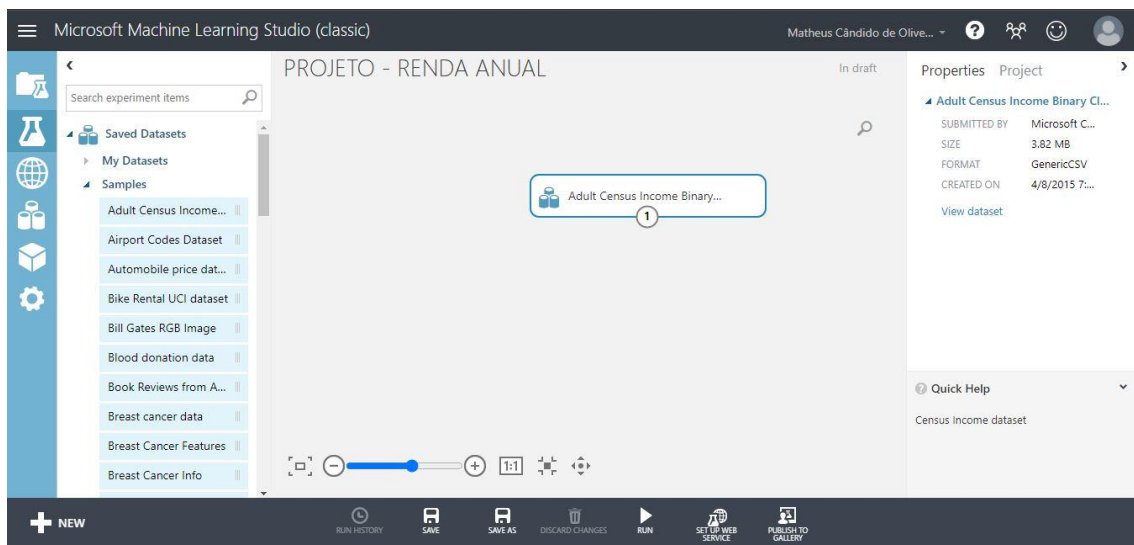 Microsoft Machine Learning Studio (classic)
Matheus Cândido de Olive...
?
Search experiment items
Saved Datasets
My Datasets
Samples
Adult Census Income...
Airport Codes Dataset
Automobile price dat...
Bike Rental UCI dataset
Bill Gates RGB Image
Blood donation data
Book Reviews from A...
Breast cancer data
Breast Cancer Features
Breast Cancer Info
PROJETO - RENDA ANUAL
In draft
Adult Census Income Binary...
1
1:1
Properties Project
Adult Census Income Binary Cl...
SUBMITTED BY Microsoft C...
SIZE 3.82 MB
FORMAT GenericCSV
CREATED ON 4/8/2015 7:...
View dataset
? Quick Help
Census Income dataset
NEW
RUN HISTORY
SAVE
SAVE AS
DISCARD CHANGES
RUN
SET UP WEB
SERVICE
PUBLISH TO
GALLERY